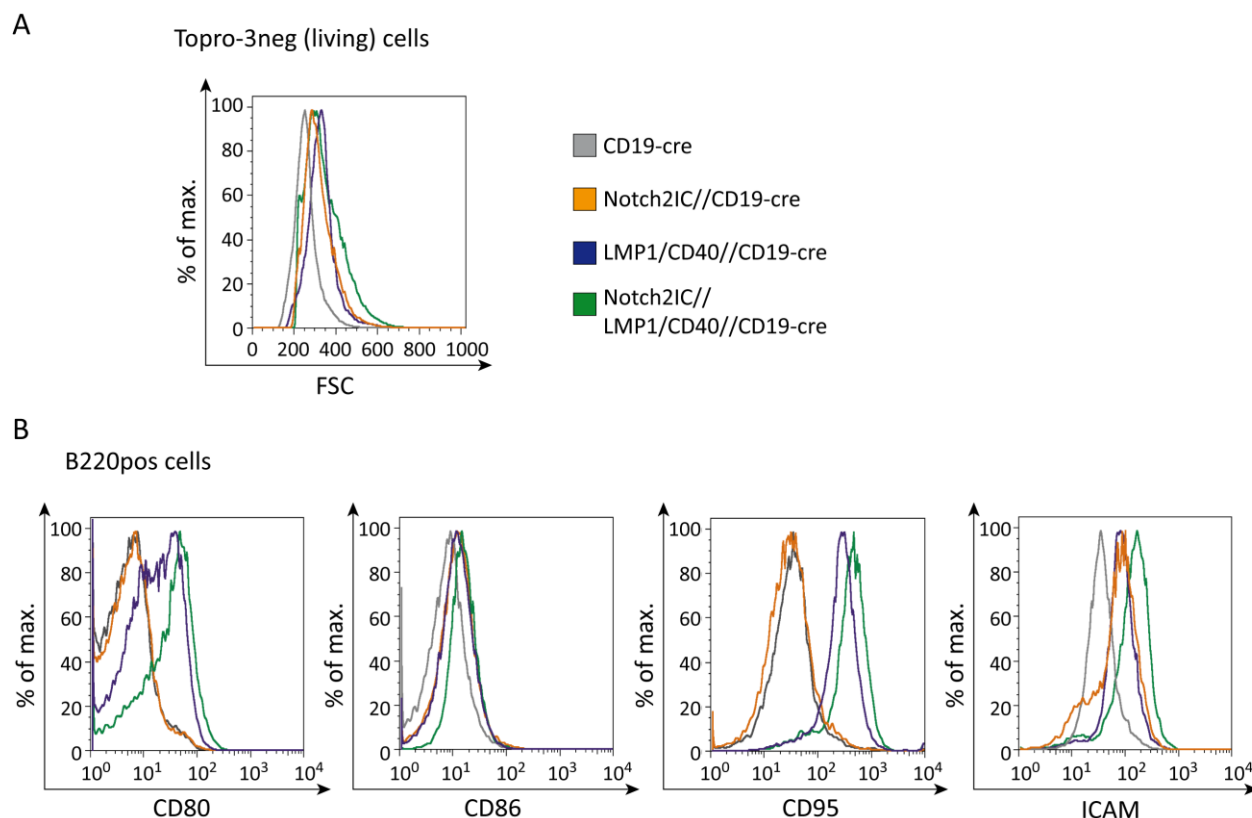 A
Topro-3neg (living) cells
% of max.
100
80
60
40
20
0
0 200 400 600 800 1000
FSC
CD19-cre
Notch2IC//CD19-cre
LMP1/CD40//CD19-cre
Notch2IC//
LMP1/CD40//CD19-cre
B
B220pos cells
% of max.
100
80
60
40
20
0
10^0 10^1 10^2 10^3 10^4
CD80
% of max.
100
80
60
40
20
0
10^0 10^1 10^2 10^3 10^4
CD86
% of max.
100
80
60
40
20
0
10^0 10^1 10^2 10^3 10^4
CD95
% of max.
100
80
60
40
20
0
10^0 10^1 10^2 10^3 10^4
ICAM